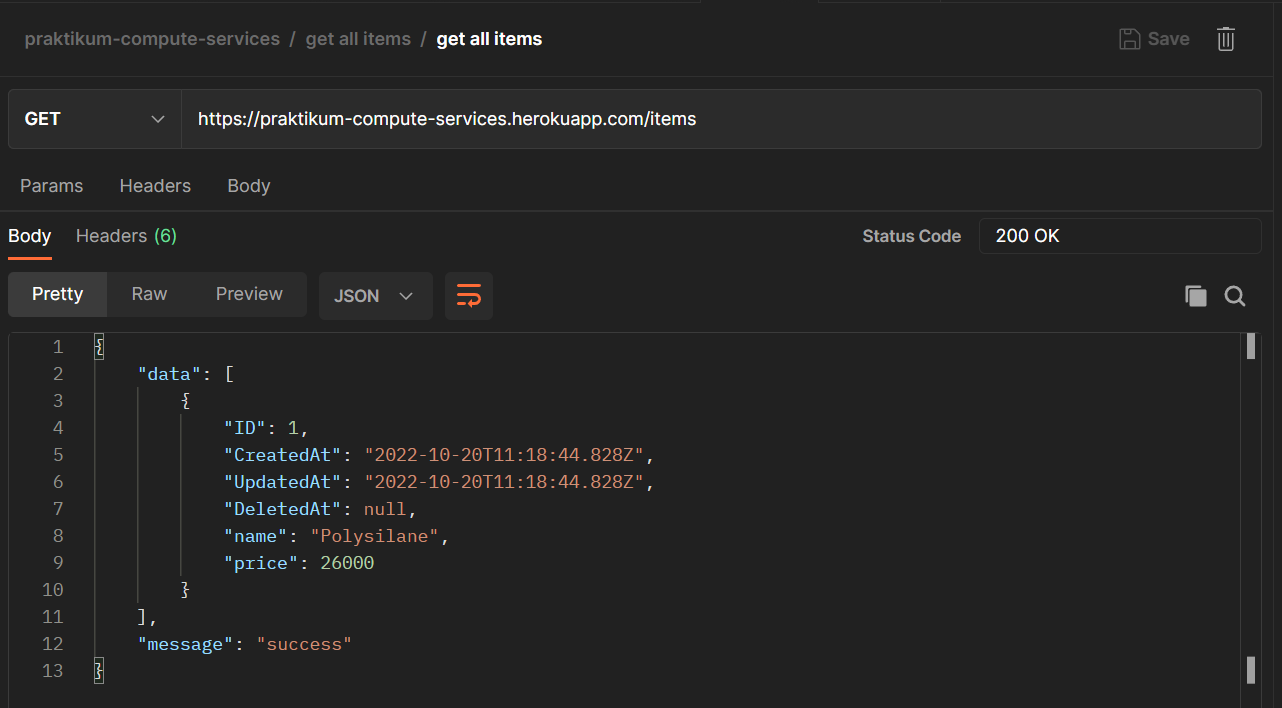 praktikum-compute-services / get all items / get all items
Save
GET
https://praktikum-compute-services.herokuapp.com/items
Params Headers Body
Body Headers (6) Status Code 200 OK
Pretty Raw Preview JSON
1 {
2 "data": [
3 {
4 "ID": 1,
5 "CreatedAt": "2022-10-20T11:18:44.828Z",
6 "UpdatedAt": "2022-10-20T11:18:44.828Z",
7 "DeletedAt": null,
8 "name": "Polysilane",
9 "price": 26000
10 }
11 ],
12 "message": "success"
13 }